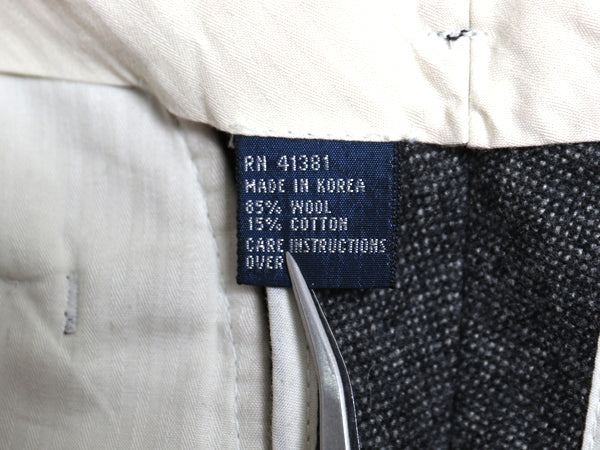 RN 41381
MADE IN KOREA
85% WOOL
15% COTTON
CARE INSTRUCTIONS
OVER